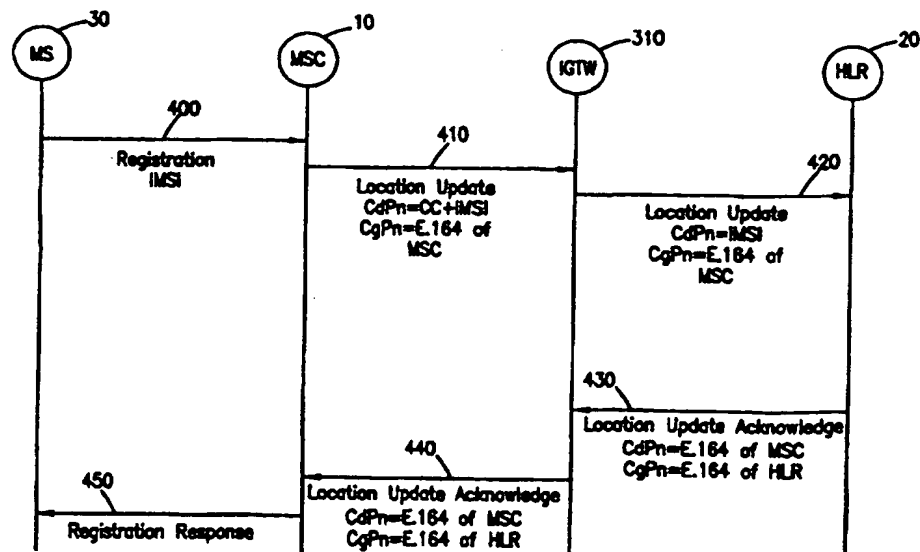 30
10
310
20
MS
MSC
IGTW
HLR
400
Registration
IMSI
410
Location Update
CdPn=CC+IMSI
CgPn=E.164 of
MSC
420
Location Update
CdPn=IMSI
CgPn=E.164 of
MSC
430
Location Update Acknowledge
CdPn=E.164 of MSC
CgPn=E.164 of HLR
440
Location Update Acknowledge
CdPn=E.164 of MSC
CgPn=E.164 of HLR
450
Registration Response